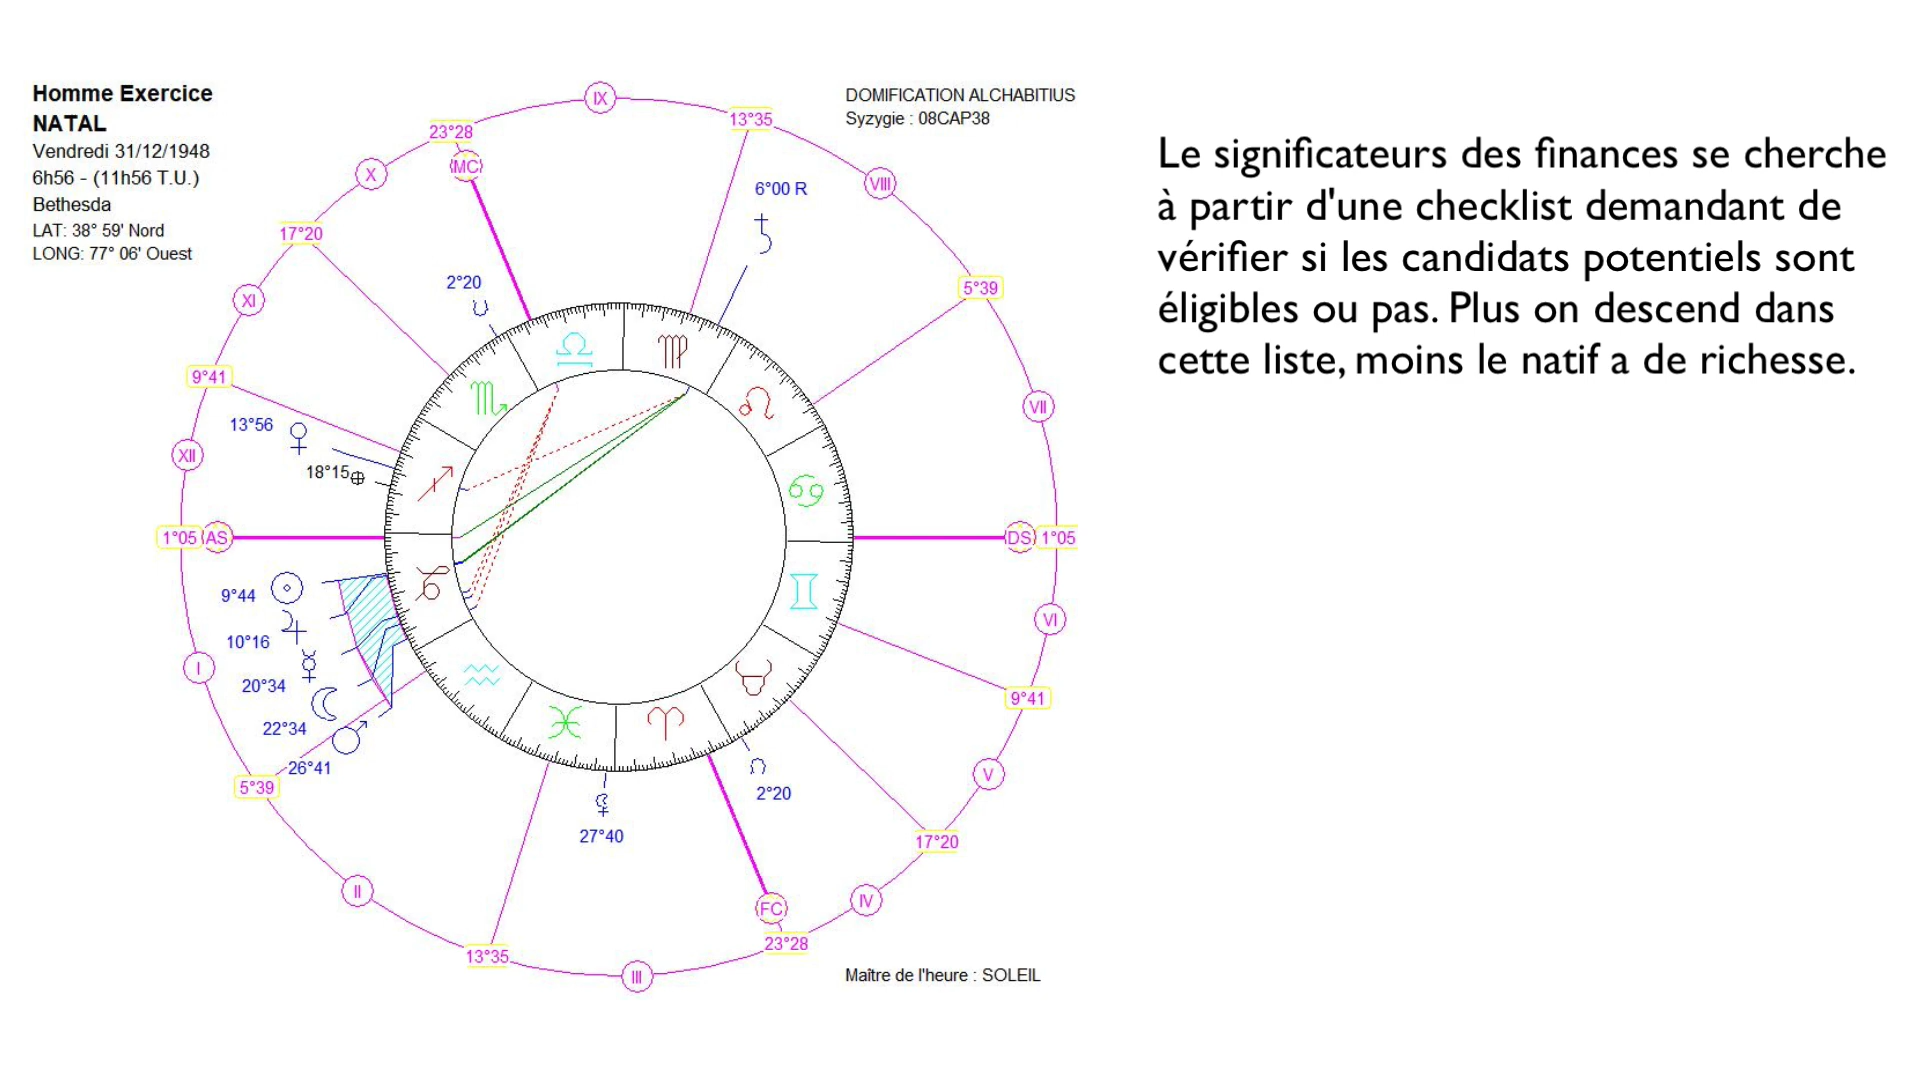 Homme Exercice
NATAL
Vendredi 31/12/1948
6h56 - (11h56 T.U.)
Bethesda
LAT: 38° 59' Nord
LONG: 77° 06' Ouest
DOMIFICATION ALCHABITIUS
Syzygie : 08CAP38
IX
23°28
13°35
MC
X
VIII
6°00 R
17°20
2°20
5°39
XI
9°41
VII
13°56
XII
18°15
1°05
AS
DS
1°05
9°44
10°16
VI
I
20°34
22°34
9°41
26°41
5°39
V
2°20
27°40
17°20
II
IV
FC
23°28
13°35
III
Maître de l'heure : SOLEIL
Le significateurs des finances se cherche
à partir d'une checklist demandant de
vérifier si les candidats potentiels sont
éligibles ou pas. Plus on descend dans
cette liste, moins le natif a de richesse.